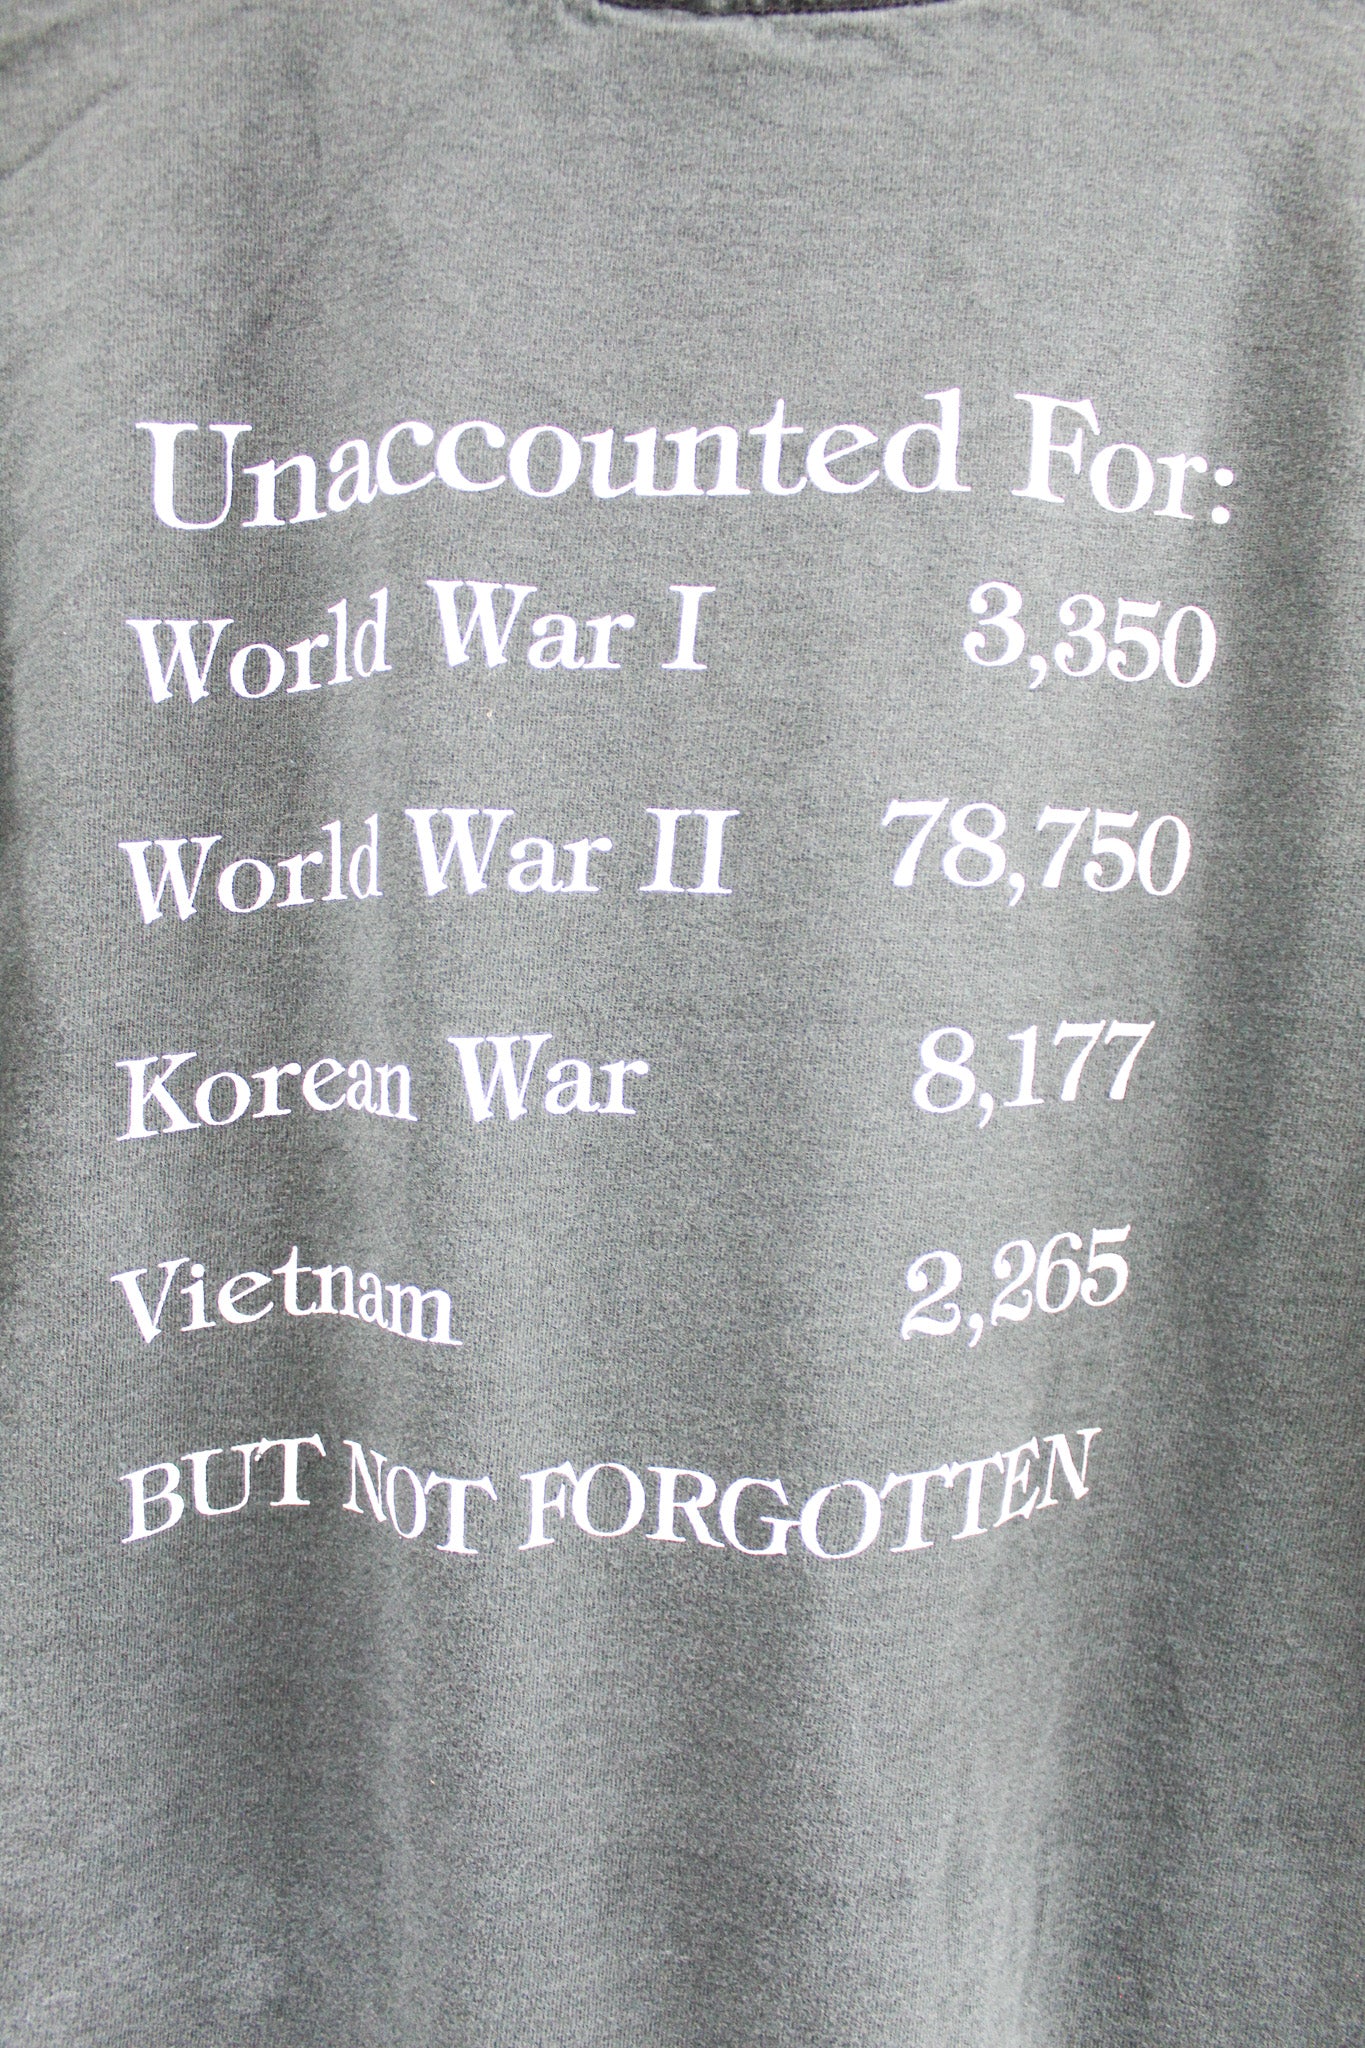 Unaccounted For:
World War I 3,350
World War II 78,750
Korean War 8,177
Vietnam 2,265
BUT NOT FORGOTTEN